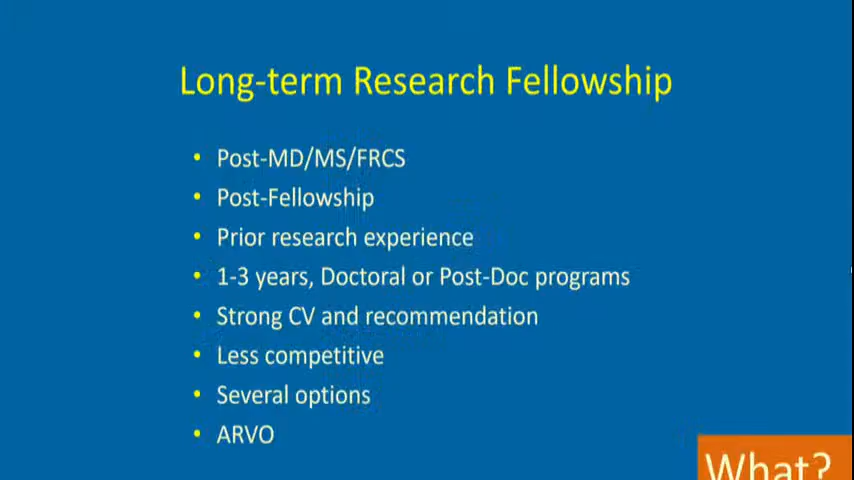 Long-term Research Fellowship
• Post-MD/MS/FRCS
• Post-Fellowship
• Prior research experience
• 1-3 years, Doctoral or Post-Doc programs
• Strong CV and recommendation
• Less competitive
• Several options
• ARVO
What?